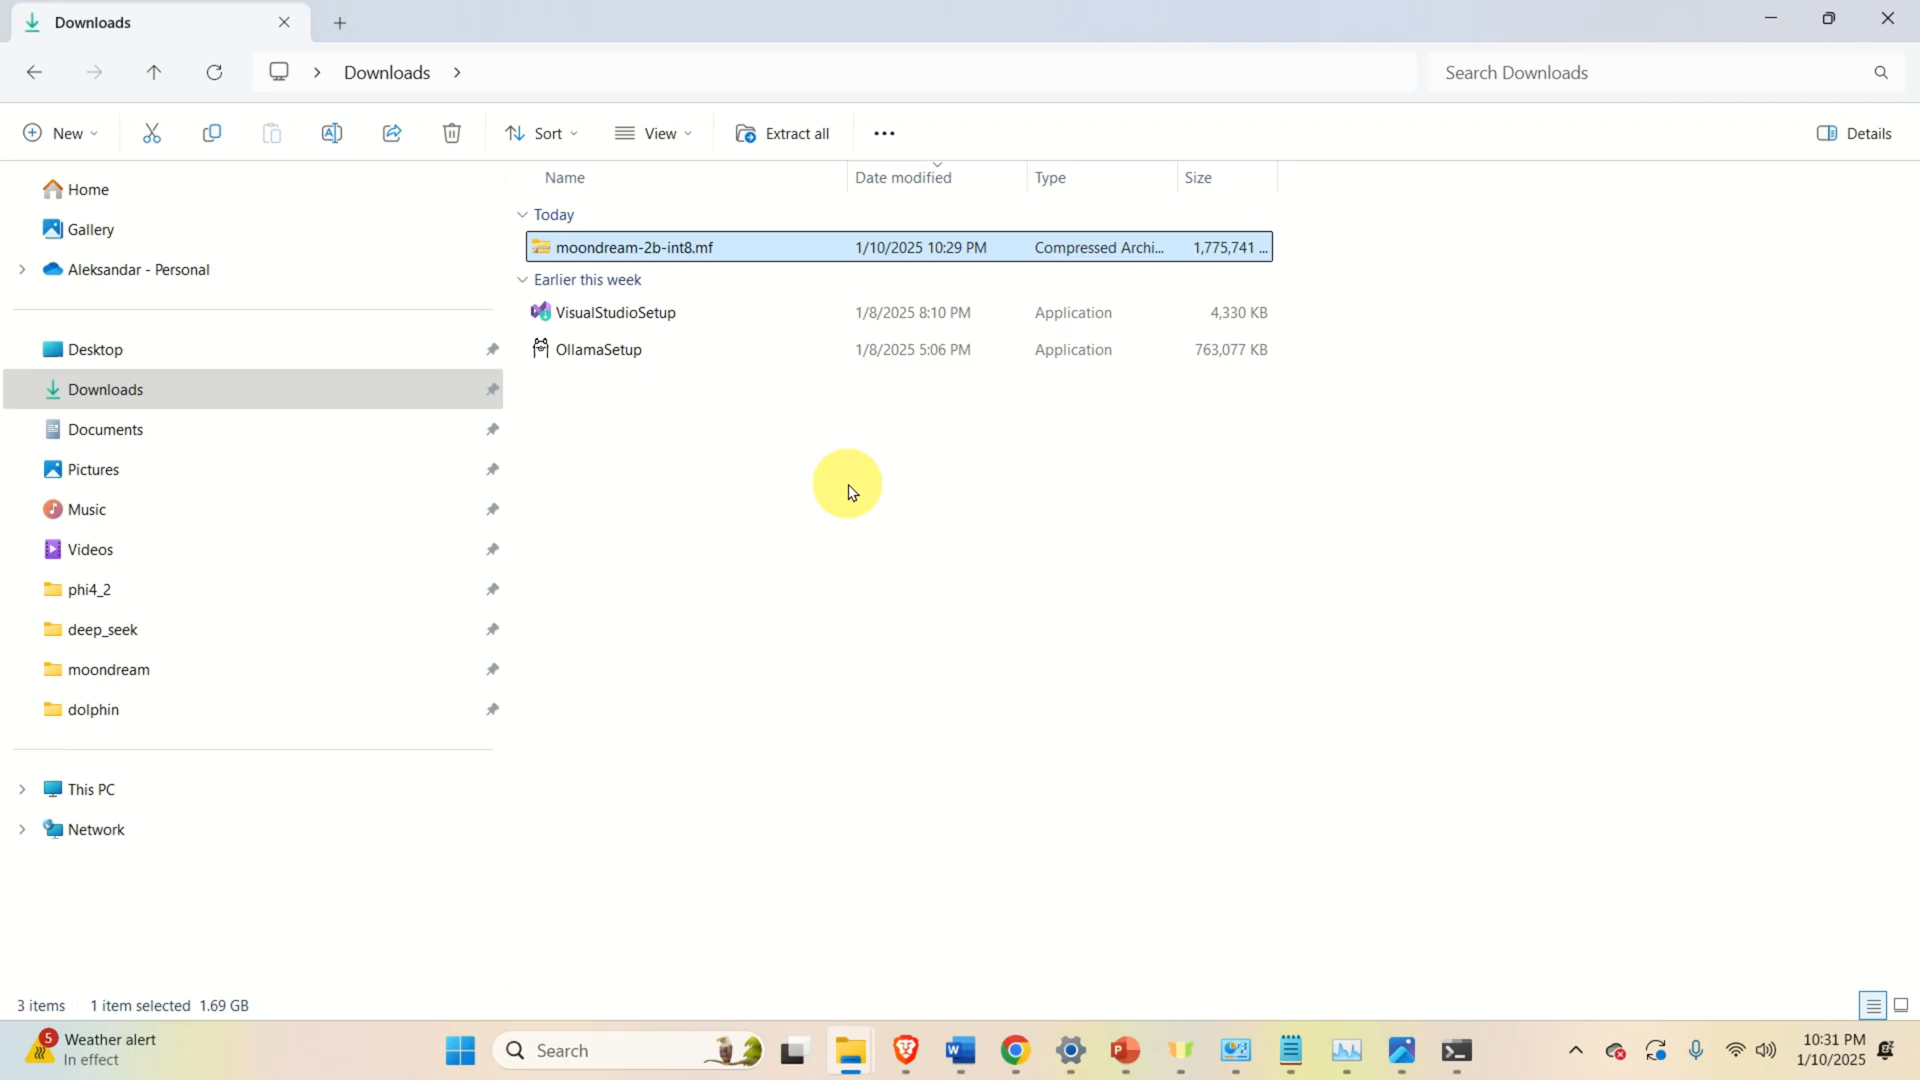 Downloads
Downloads
Search Downloads
New
Sort
View
Extract all
Details
Home
Gallery
Aleksandar - Personal
Desktop
Downloads
Documents
Pictures
Music
Videos
phi4_2
deep_seek
moondream
dolphin
This PC
Network
Name Date modified Type Size
Today
moondream-2b-int8.mf 1/10/2025 10:29 PM Compressed Archi... 1,775,741 ...
Earlier this week
VisualStudioSetup 1/8/2025 8:10 PM Application 4,330 KB
OllamaSetup 1/8/2025 5:06 PM Application 763,077 KB
3 items 1 item selected 1.69 GB
5
Weather alert
In effect
Search
10:31 PM
1/10/2025